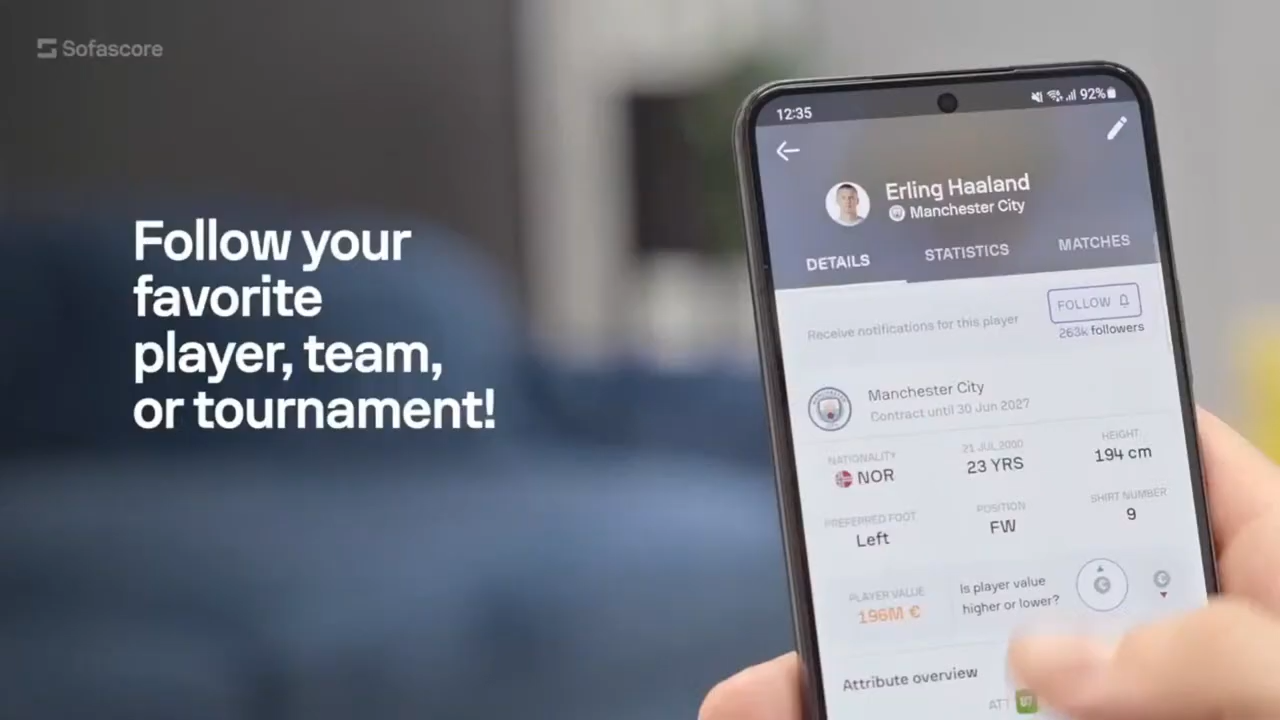 Sofascore
Follow your
favorite
player, team,
or tournament!
12:35
92%
Erling Haaland
Manchester City
DETAILS
STATISTICS
MATCHES
Receive notifications for this player
FOLLOW
263k followers
Manchester City
Contract until 30 Jun 2027
NATIONALITY
NOR
21 JUL 2000
23 YRS
HEIGHT
194 cm
PREFERRED FOOT
Left
POSITION
FW
SHIRT NUMBER
9
PLAYER VALUE
196M €
Is player value
higher or lower?
Attribute overview
ATT